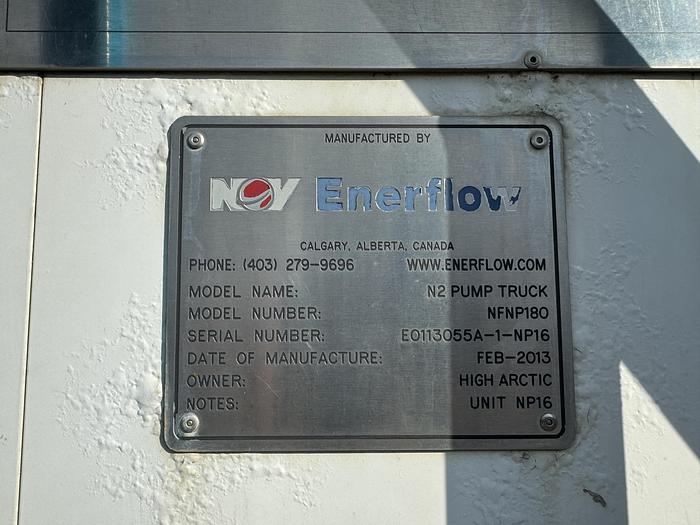 MANUFACTURED BY
NOV Enerflow
CALGARY, ALBERTA, CANADA
PHONE: (403) 279-9696 WWW.ENERFLOW.COM
MODEL NAME: N2 PUMP TRUCK
MODEL NUMBER: NFNP180
SERIAL NUMBER: E0113055A-1-NP16
DATE OF MANUFACTURE: FEB-2013
OWNER: HIGH ARCTIC
NOTES: UNIT NP16